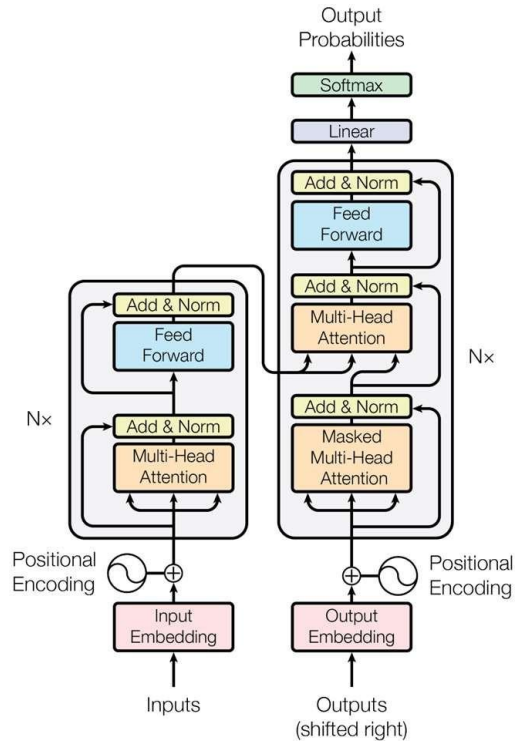 Output
Probabilities
Softmax
Linear
Add & Norm
Feed
Forward
Add & Norm
Multi-Head
Attention
Add & Norm
Masked
Multi-Head
Attention
N×
Add & Norm
Feed
Forward
Add & Norm
Multi-Head
Attention
N×
Positional
Encoding
Positional
Encoding
Input
Embedding
Output
Embedding
Inputs
Outputs
(shifted right)